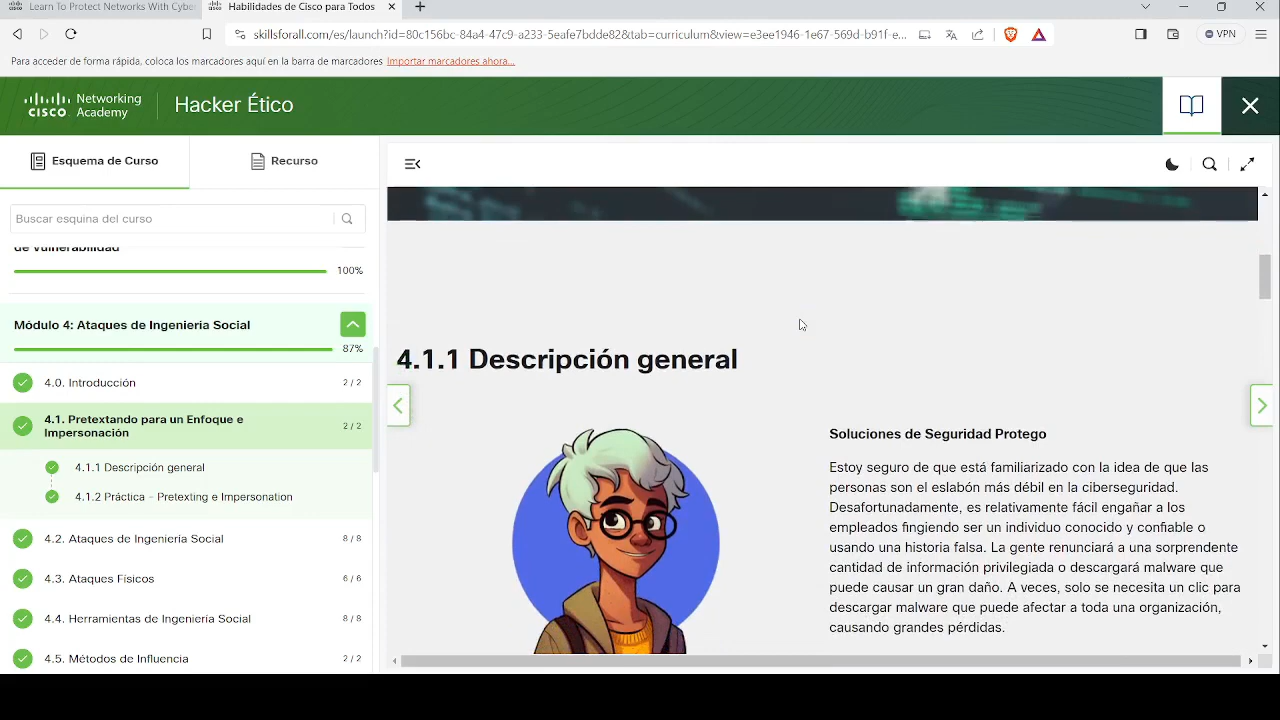 Learn To Protect Networks With Cybe
Habilidades de Cisco para Todos
skillsforall.com/es/launch?id=80c156bc-84a4-47c9-a233-5eafe7bdde82&tab=curriculum&view=e3ee1946-1e67-569d-b91f-e...
VPN
Para acceder de forma rápida, coloca los marcadores aquí en la barra de marcadores Importar marcadores ahora...
cisco Networking Academy
Hacker Ético
Esquema de Curso
Recurso
Buscar esquina del curso
de Vulnerabilidad
100%
Módulo 4: Ataques de Ingeniería Social
87%
4.0. Introducción 2 / 2
4.1. Pretextando para un Enfoque e
Impersonación 2 / 2
4.1.1 Descripción general
4.1.2 Práctica - Pretexting e Impersonation
4.2. Ataques de Ingeniería Social 8 / 8
4.3. Ataques Físicos 6 / 6
4.4. Herramientas de Ingeniería Social 8 / 8
4.5. Métodos de Influencia 2 / 2
4.1.1 Descripción general
Soluciones de Seguridad Protego
Estoy seguro de que está familiarizado con la idea de que las
personas son el eslabón más débil en la ciberseguridad.
Desafortunadamente, es relativamente fácil engañar a los
empleados fingiendo ser un individuo conocido y confiable o
usando una historia falsa. La gente renunciará a una sorprendente
cantidad de información privilegiada o descargará malware que
puede causar un gran daño. A veces, solo se necesita un clic para
descargar malware que puede afectar a toda una organización,
causando grandes pérdidas.